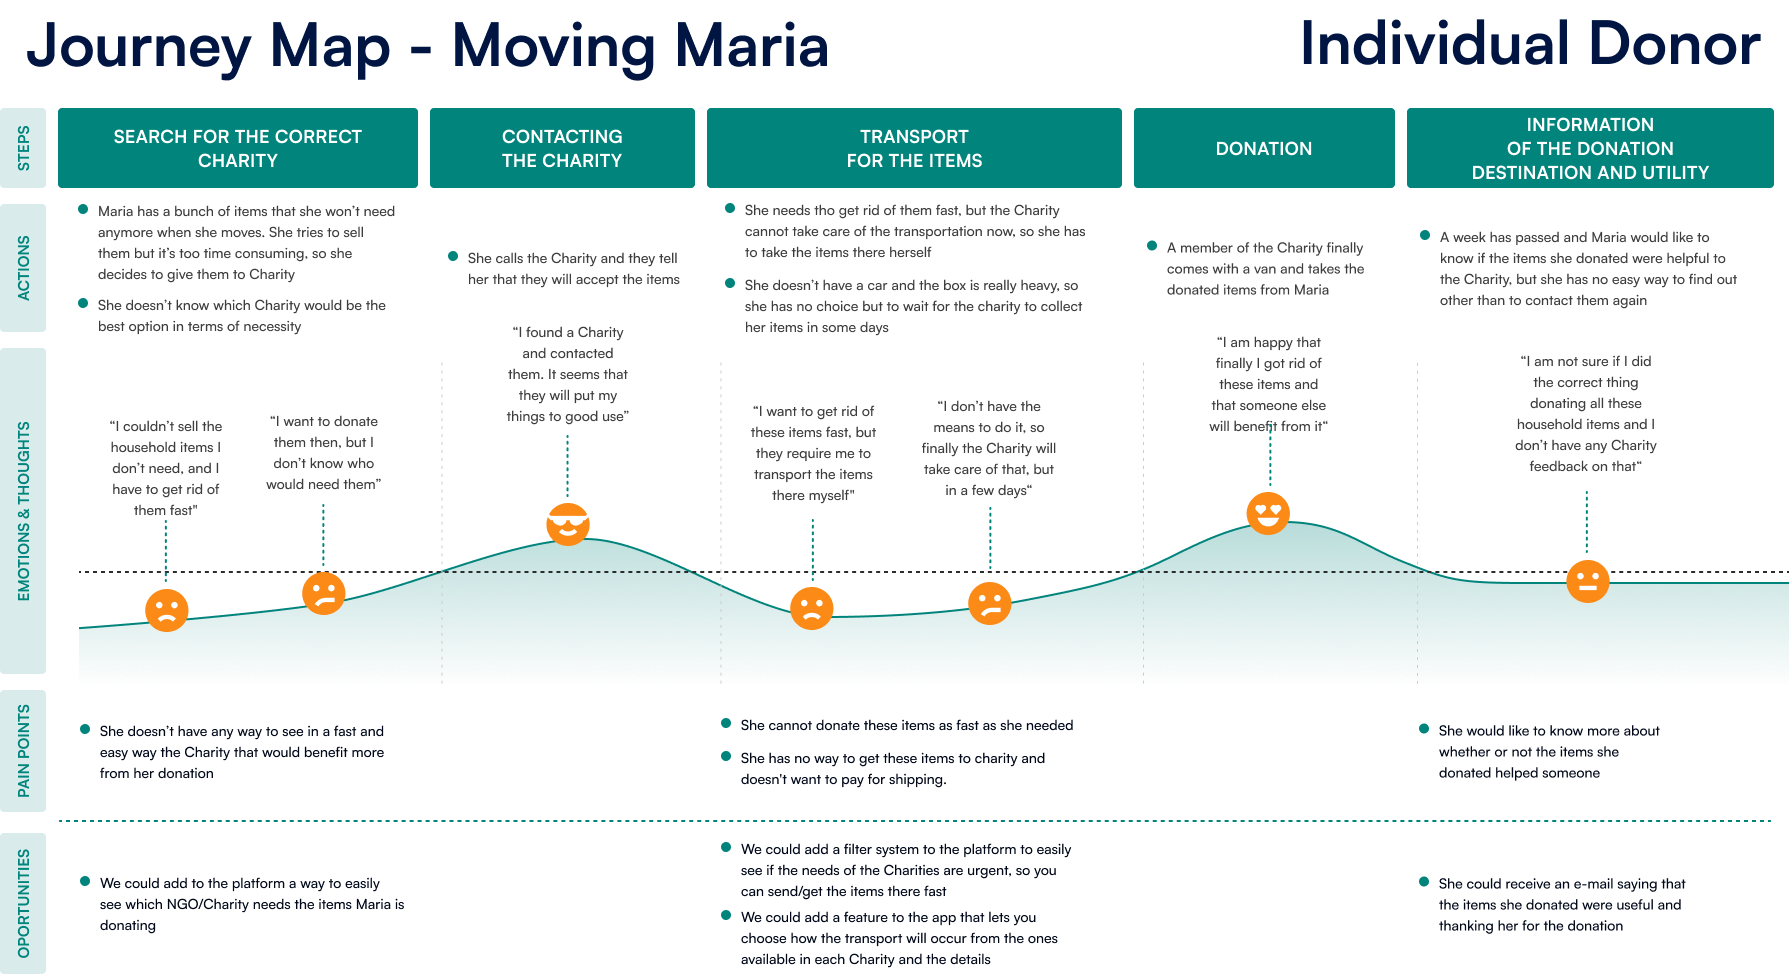 Journey Map - Moving Maria
Individual Donor
STEPS
SEARCH FOR THE CORRECT
CHARITY
CONTACTING
THE CHARITY
TRANSPORT
FOR THE ITEMS
DONATION
INFORMATION
OF THE DONATION
DESTINATION AND UTILITY
ACTIONS
Maria has a bunch of items that she won’t need
anymore when she moves. She tries to sell
them but it’s too time consuming, so she
decides to give them to Charity
She doesn’t know which Charity would be the
best option in terms of necessity
She calls the Charity and they tell
her that they will accept the items
She needs tho get rid of them fast, but the Charity
cannot take care of the transportation now, so she has
to take the items there herself
She doesn’t have a car and the box is really heavy, so
she has no choice but to wait for the charity to collect
her items in some days
A member of the Charity finally
comes with a van and takes the
donated items from Maria
A week has passed and Maria would like to
know if the items she donated were helpful to
the Charity, but she has no easy way to find out
other than to contact them again
EMOTIONS & THOUGHTS
“I couldn’t sell the
household items I
don’t need, and I
have to get rid of
them fast"
“I want to donate
them then, but I
don’t know who
would need them”
“I found a Charity
and contacted
them. It seems that
they will put my
things to good use”
“I want to get rid of
these items fast, but
they require me to
transport the items
there myself"
“I don’t have the
means to do it, so
finally the Charity will
take care of that, but
in a few days“
“I am happy that
finally I got rid of
these items and
that someone else
will benefit from it“
“I am not sure if I did
the correct thing
donating all these
household items and I
don’t have any Charity
feedback on that“
PAIN POINTS
She doesn’t have any way to see in a fast and
easy way the Charity that would benefit more
from her donation
She cannot donate these items as fast as she needed
She has no way to get these items to charity and
doesn't want to pay for shipping.
She would like to know more about
whether or not the items she
donated helped someone
OPORTUNITIES
We could add to the platform a way to easily
see which NGO/Charity needs the items Maria is
donating
We could add a filter system to the platform to easily
see if the needs of the Charities are urgent, so you
can send/get the items there fast
We could add a feature to the app that lets you
choose how the transport will occur from the ones
available in each Charity and the details
She could receive an e-mail saying that
the items she donated were useful and
thanking her for the donation